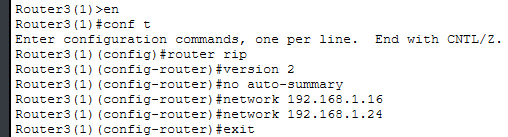 Router3(1)>en
Router3(1)#conf t
Enter configuration commands, one per line.  End with CNTL/Z.
Router3(1)(config)#router rip
Router3(1)(config-router)#version 2
Router3(1)(config-router)#no auto-summary
Router3(1)(config-router)#network 192.168.1.16
Router3(1)(config-router)#network 192.168.1.24
Router3(1)(config-router)#exit